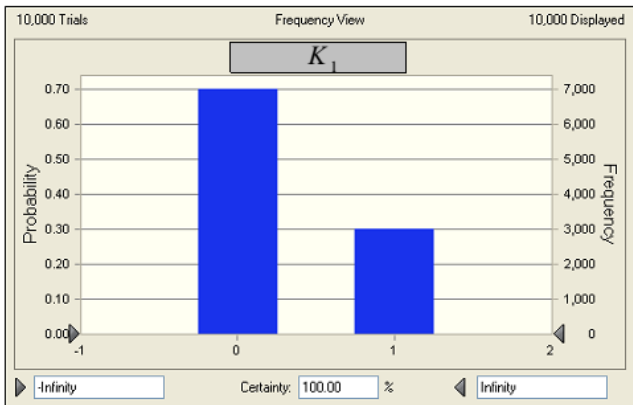 10,000 Trials Frequency View 10,000 Displayed
K1
0.70 7,000
0.60 6,000
0.50 5,000
0.40 4,000
0.30 3,000
0.20 2,000
0.10 1,000
0.00 0
Probability
Frequency
-1 0 1 2
-Infinity Certainty: 100.00 % Infinity